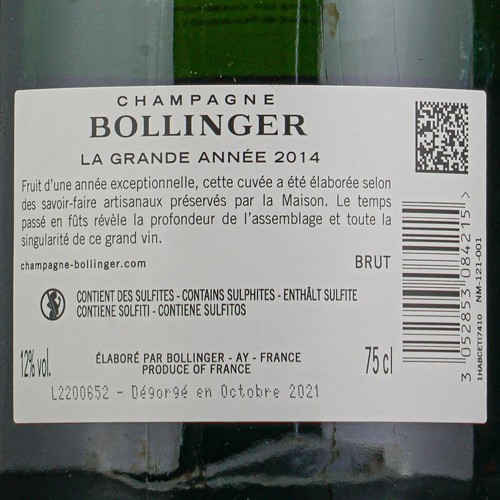 CHAMPAGNE
BOLLINGER
LA GRANDE ANNÉE 2014
Fruit d'une année exceptionnelle, cette cuvée a été élaborée selon
des savoir-faire artisanaux préservés par la Maison. Le temps
passé en fûts révèle la profondeur de l'assemblage et toute la
singularité de ce grand vin.
champagne-bollinger.com
BRUT
CONTIENT DES SULFITES - CONTAINS SULPHITES - ENTHÄLT SULFITE
CONTIENE SOLFITI - CONTIENE SULFITOS
12% vol.
ÉLABORÉ PAR BOLLINGER - AY - FRANCE
PRODUCE OF FRANCE
75 cl
L2200652 - Dégorgé en Octobre 2021
3 052853 084215 >
NM-121-001
1HABCETI7410